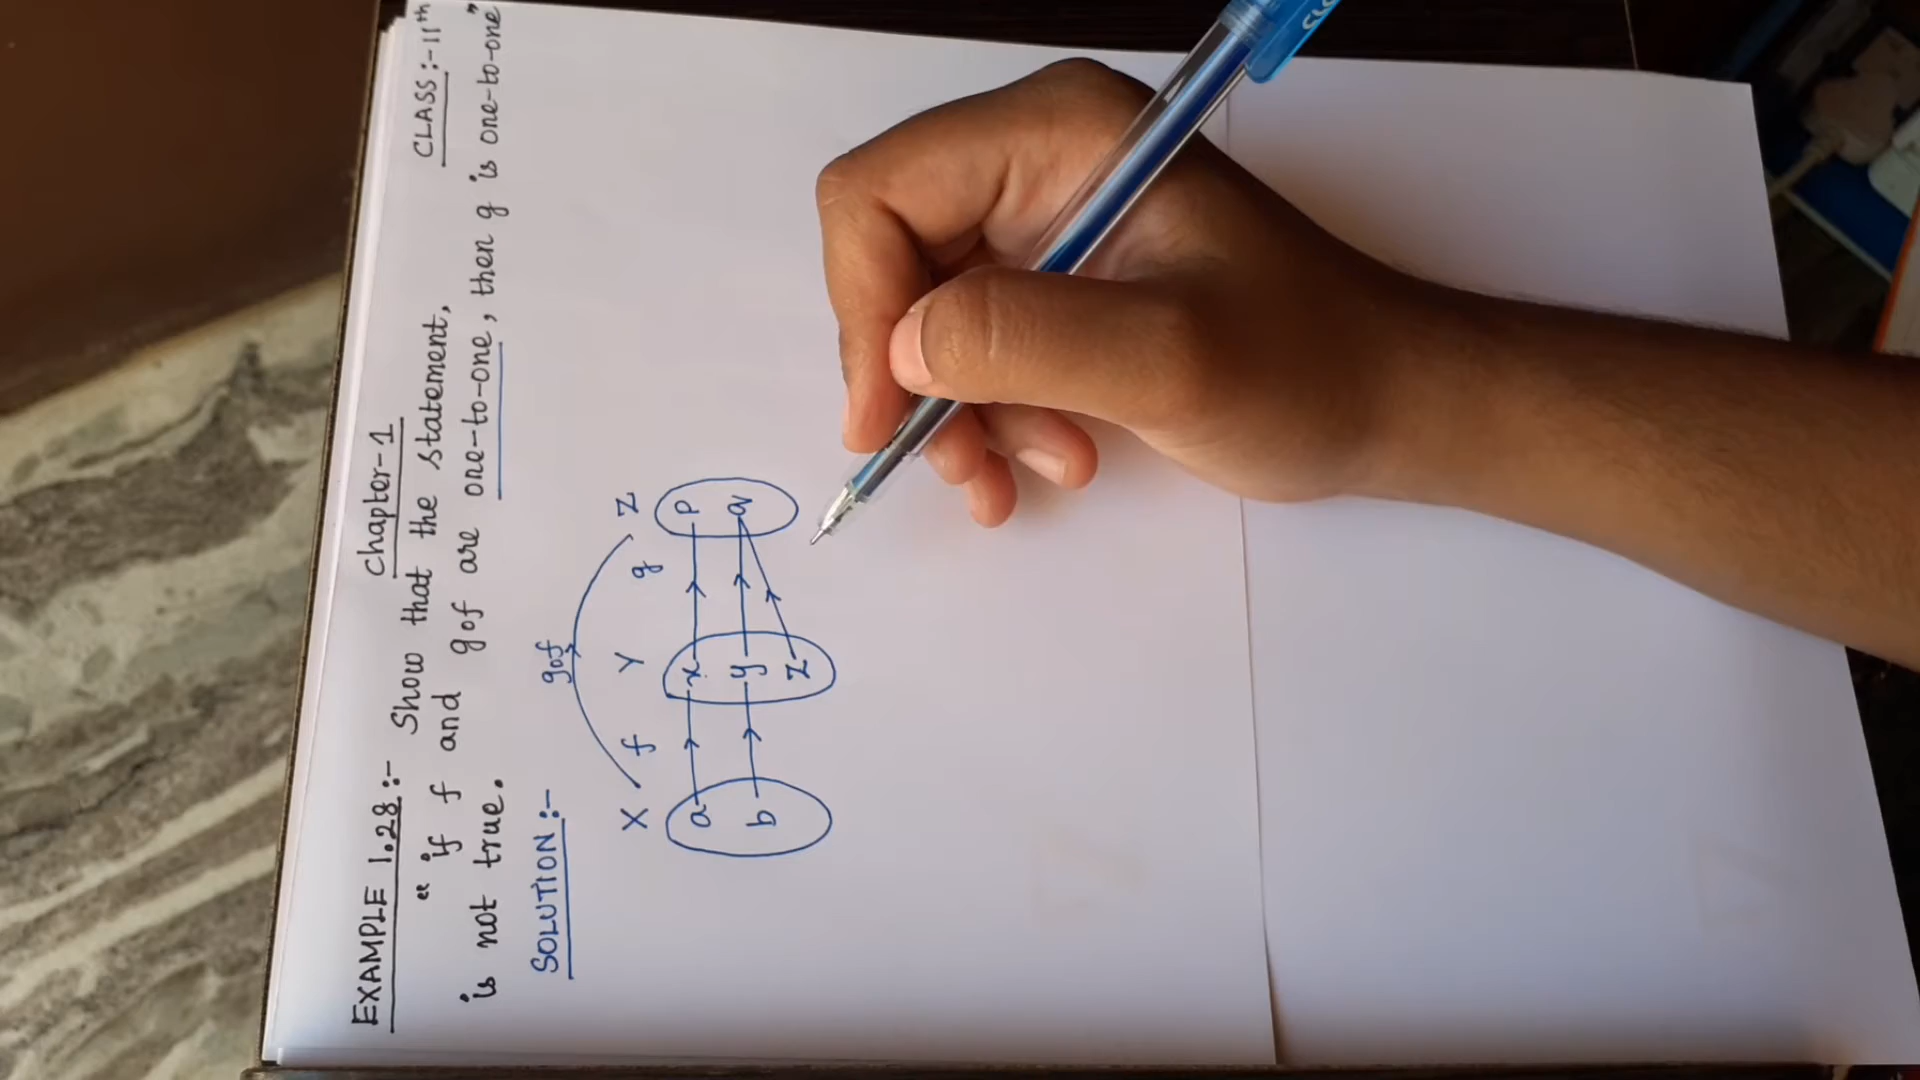 Chapter-1 CLASS:-11th
EXAMPLE 1.28:- Show that the statement,
"if f and gof are one-to-one, then g is one-to-one"
is not true.
SOLUTION:-
gof
X f Y g Z
a x p
b y q
z